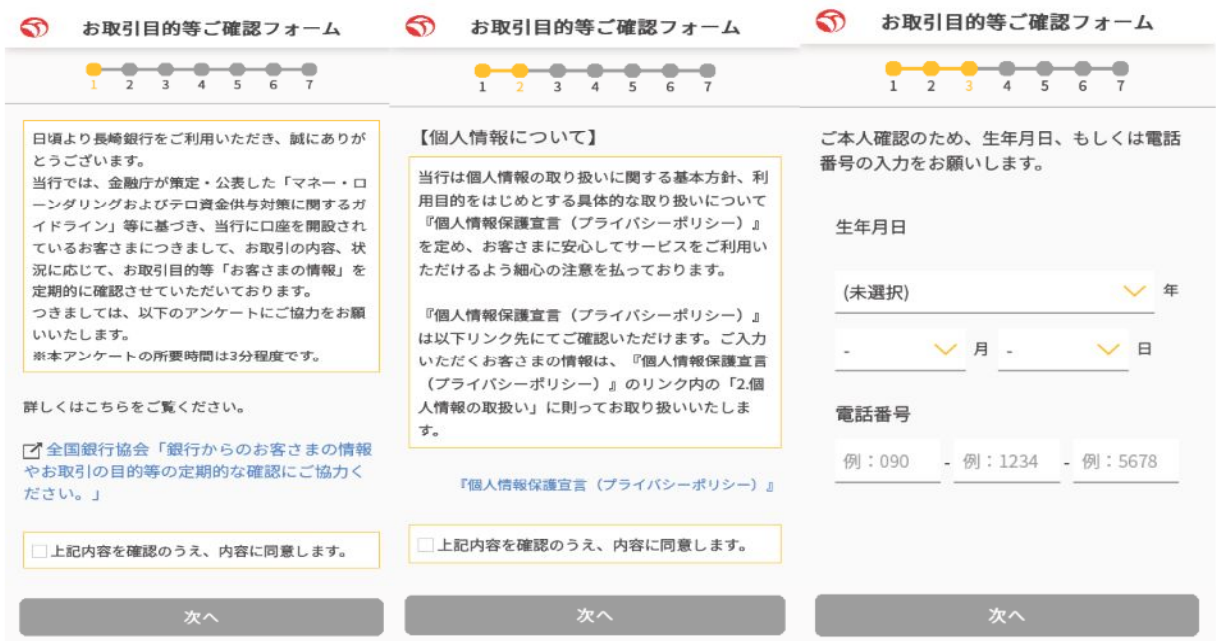 お取引目的等ご確認フォーム
1 2 3 4 5 6 7
日頃より長崎銀行をご利用いただき、誠にありが
とうございます。
当行では、金融庁が策定・公表した「マネー・ロ
ーンダリングおよびテロ資金供与対策に関するガ
イドライン」等に基づき、当行に口座を開設され
ているお客さまにつきまして、お取引の内容、状
況に応じて、お取引目的等「お客さまの情報」を
定期的に確認させていただいております。
つきましては、以下のアンケートにご協力をお願
いいたします。
※本アンケートの所要時間は3分程度です。
詳しくはこちらをご覧ください。
全国銀行協会「銀行からのお客さまの情報
やお取引の目的等の定期的な確認にご協力く
ださい。」
上記内容を確認のうえ、内容に同意します。
次へ
お取引目的等ご確認フォーム
1 2 3 4 5 6 7
【個人情報について】
当行は個人情報の取り扱いに関する基本方針、利
用目的をはじめとする具体的な取り扱いについて
『個人情報保護宣言（プライバシーポリシー）』
を定め、お客さまに安心してサービスをご利用い
ただけるよう細心の注意を払っております。
『個人情報保護宣言（プライバシーポリシー）』
は以下リンク先にてご確認いただけます。ご入力
いただくお客さまの情報は、『個人情報保護宣言
（プライバシーポリシー）』のリンク内の「2.個
人情報の取扱い」に則ってお取り扱いいたしま
す。
『個人情報保護宣言（プライバシーポリシー）』
上記内容を確認のうえ、内容に同意します。
次へ
お取引目的等ご確認フォーム
1 2 3 4 5 6 7
ご本人確認のため、生年月日、もしくは電話
番号の入力をお願いします。
生年月日
(未選択) 年
- 月 - 日
電話番号
例：090 - 例：1234 - 例：5678
次へ